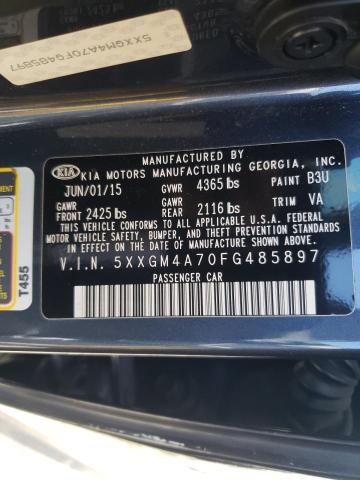 5XXGM4A70FG485897
MANUFACTURED BY
KIA KIA MOTORS MANUFACTURING GEORGIA, INC.
JUN/01/15 GVWR 4365 lbs PAINT B3U
GAWR FRONT 2425 lbs GAWR REAR 2116 lbs TRIM VA
THIS VEHICLE CONFORMS TO ALL APPLICABLE U.S.A. FEDERAL
MOTOR VEHICLE SAFETY, BUMPER, AND THEFT PREVENTION STANDARDS
IN EFFECT ON THE DATE OF MANUFACTURE SHOWN ABOVE.
V.I.N. 5XXGM4A70FG485897
PASSENGER CAR
T455